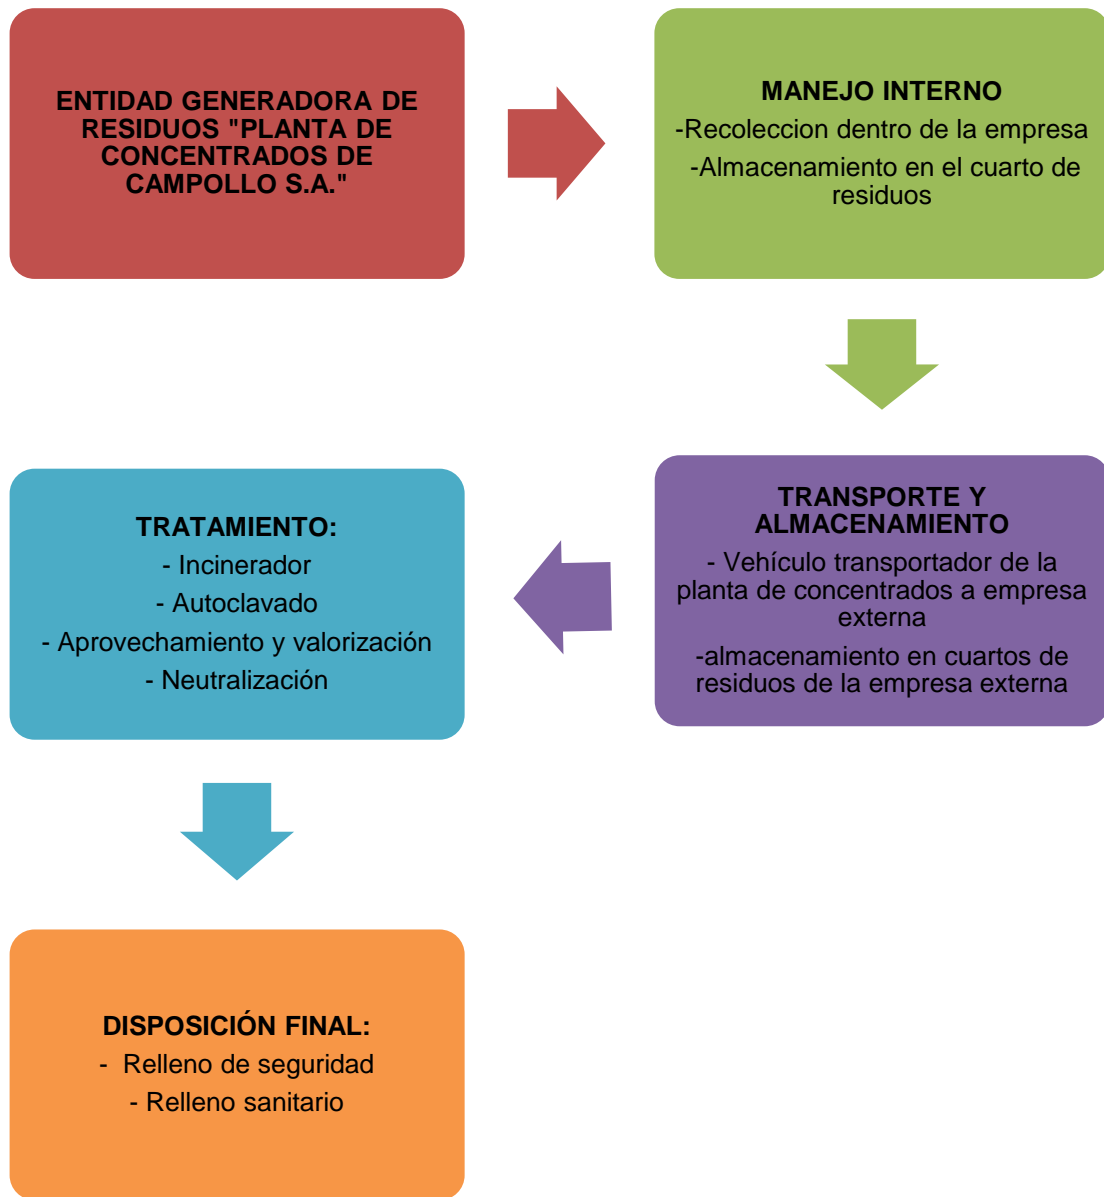 ENTIDAD GENERADORA DE
RESIDUOS "PLANTA DE
CONCENTRADOS DE
CAMPOLLO S.A."
MANEJO INTERNO
-Recoleccion dentro de la empresa
-Almacenamiento en el cuarto de
residuos
TRANSPORTE Y
ALMACENAMIENTO
- Vehículo transportador de la
planta de concentrados a empresa
externa
-almacenamiento en cuartos de
residuos de la empresa externa
TRATAMIENTO:
- Incinerador
- Autoclavado
- Aprovechamiento y valorización
- Neutralización
DISPOSICIÓN FINAL:
- Relleno de seguridad
- Relleno sanitario